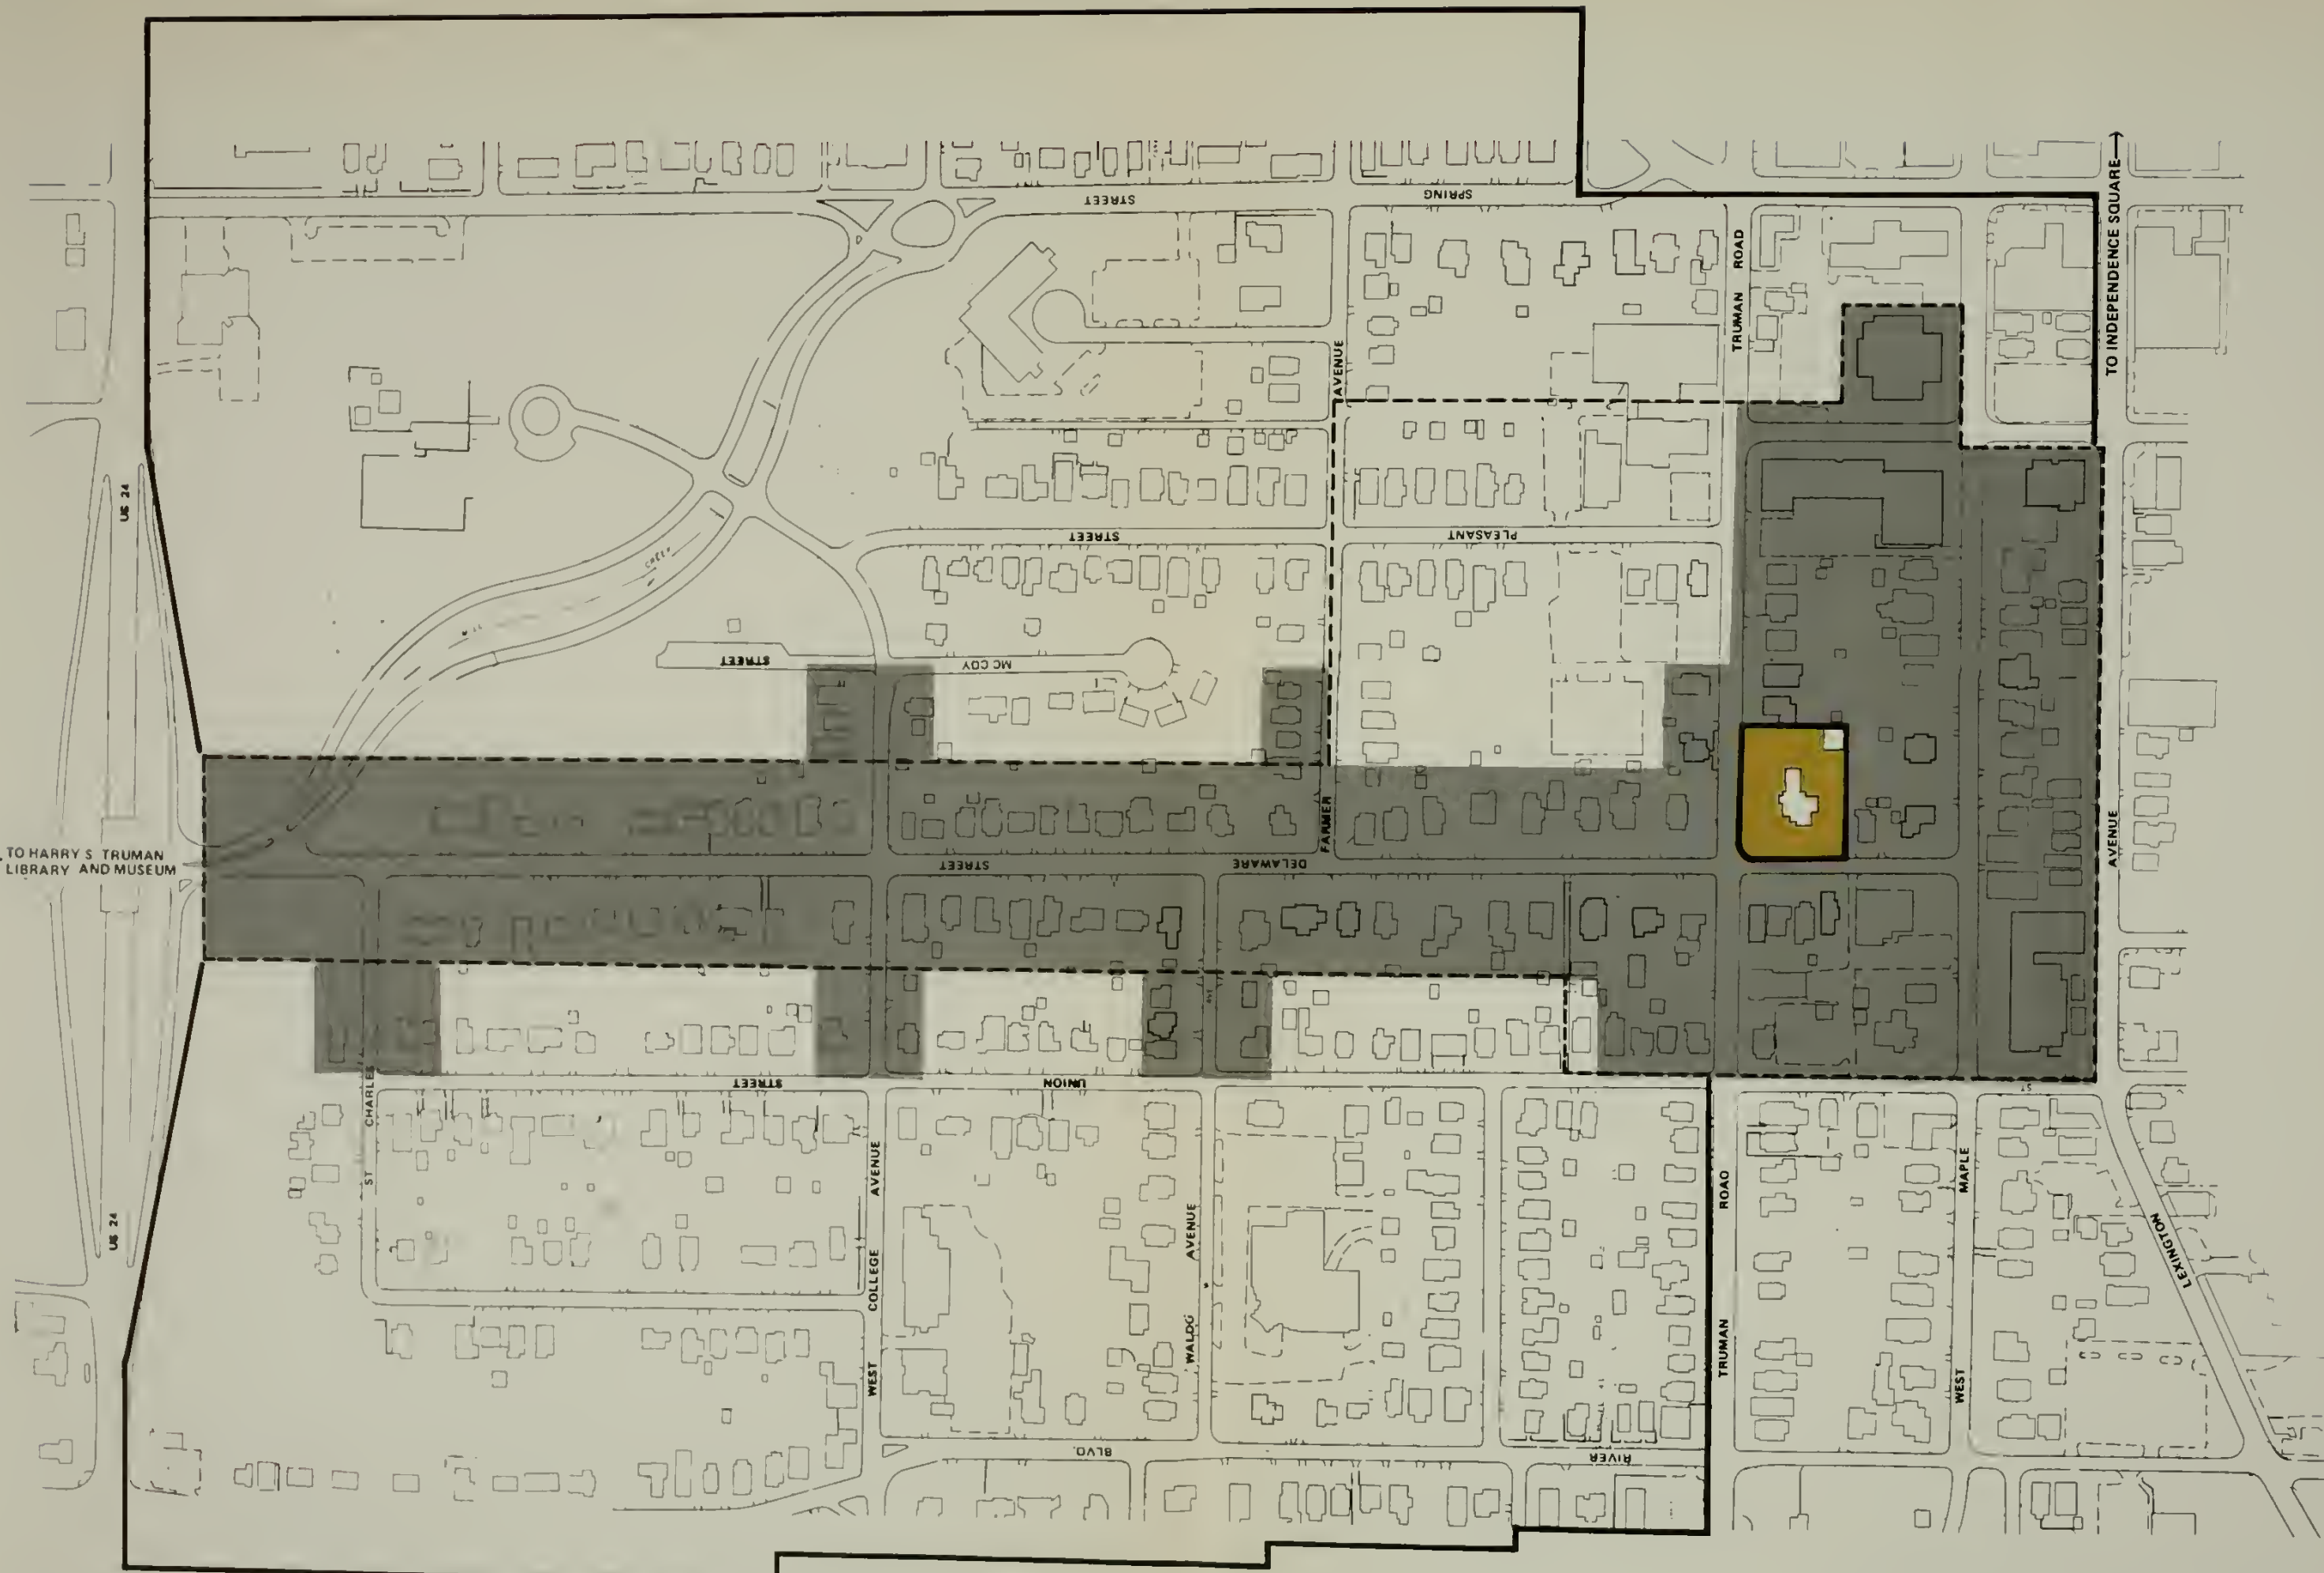 STREET
SPRING
TRUMAN ROAD
TO INDEPENDENCE SQUARE
AVENUE
US 24
STREET
PLEASANT
STREET
MC COY
TO HARRY S TRUMAN
LIBRARY AND MUSEUM
STREET
DELAWARE
FARMER
AVENUE
AVE
STREET
UNION
ST
ST CHARLES
US 24
WEST COLLEGE AVENUE
WALDO AVENUE
TRUMAN ROAD
WEST MAPLE
LEXINGTON
BLVD.
RIVER